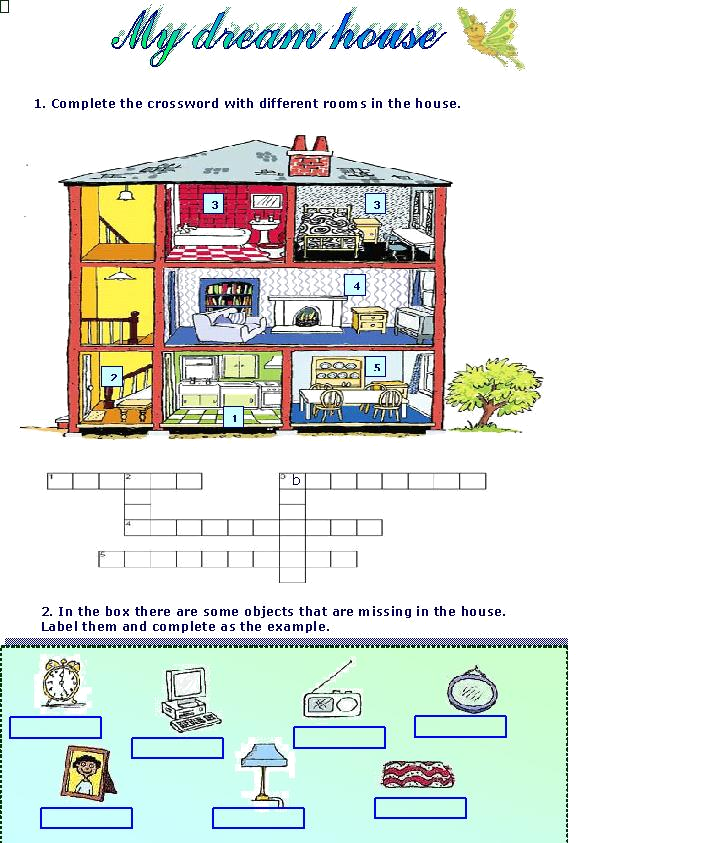 My dream house
1. Complete the crossword with different rooms in the house.
3
3
4
2
5
1
1
2
3
b
4
5
2. In the box there are some objects that are missing in the house.
Label them and complete as the example.